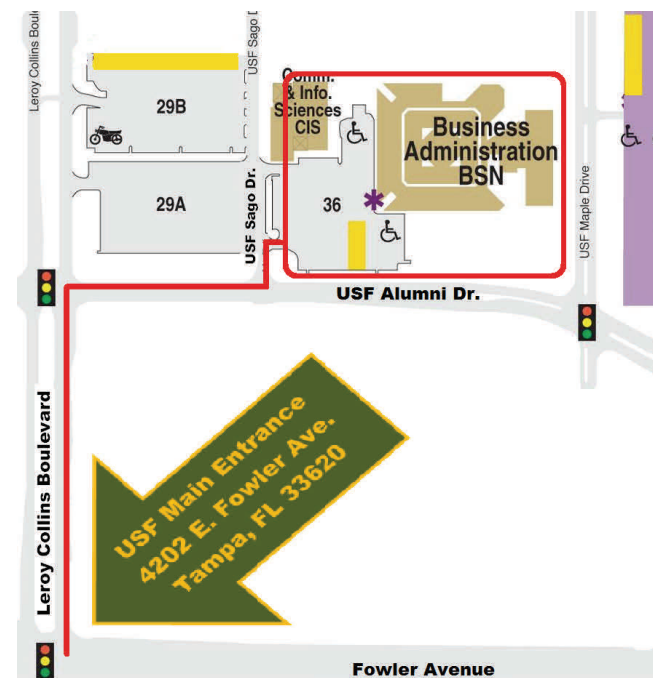 Leroy Collins Boul
USF Sago D
Comm.
& Info.
Sciences
CIS
29B
Business
Administration
BSN
29A
USF Sago Dr.
36
USF Maple Drive
USF Alumni Dr.
Leroy Collins Boulevard
USF Main Entrance
4202 E. Fowler Ave.
Tampa, FL 33620
Fowler Avenue